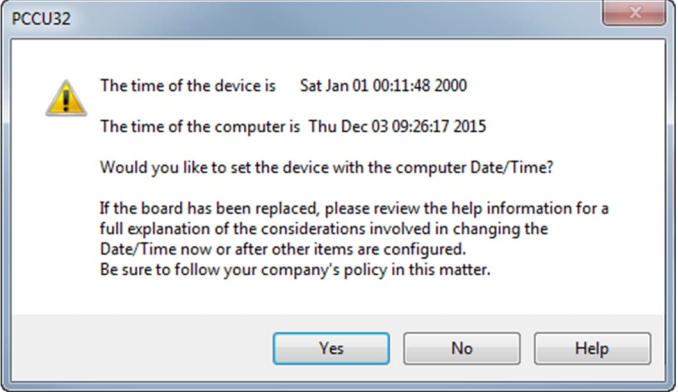 PCCU32
The time of the device is Sat Jan 01 00:11:48 2000
The time of the computer is Thu Dec 03 09:26:17 2015
Would you like to set the device with the computer Date/Time?
If the board has been replaced, please review the help information for a
full explanation of the considerations involved in changing the
Date/Time now or after other items are configured.
Be sure to follow your company's policy in this matter.
Yes
No
Help